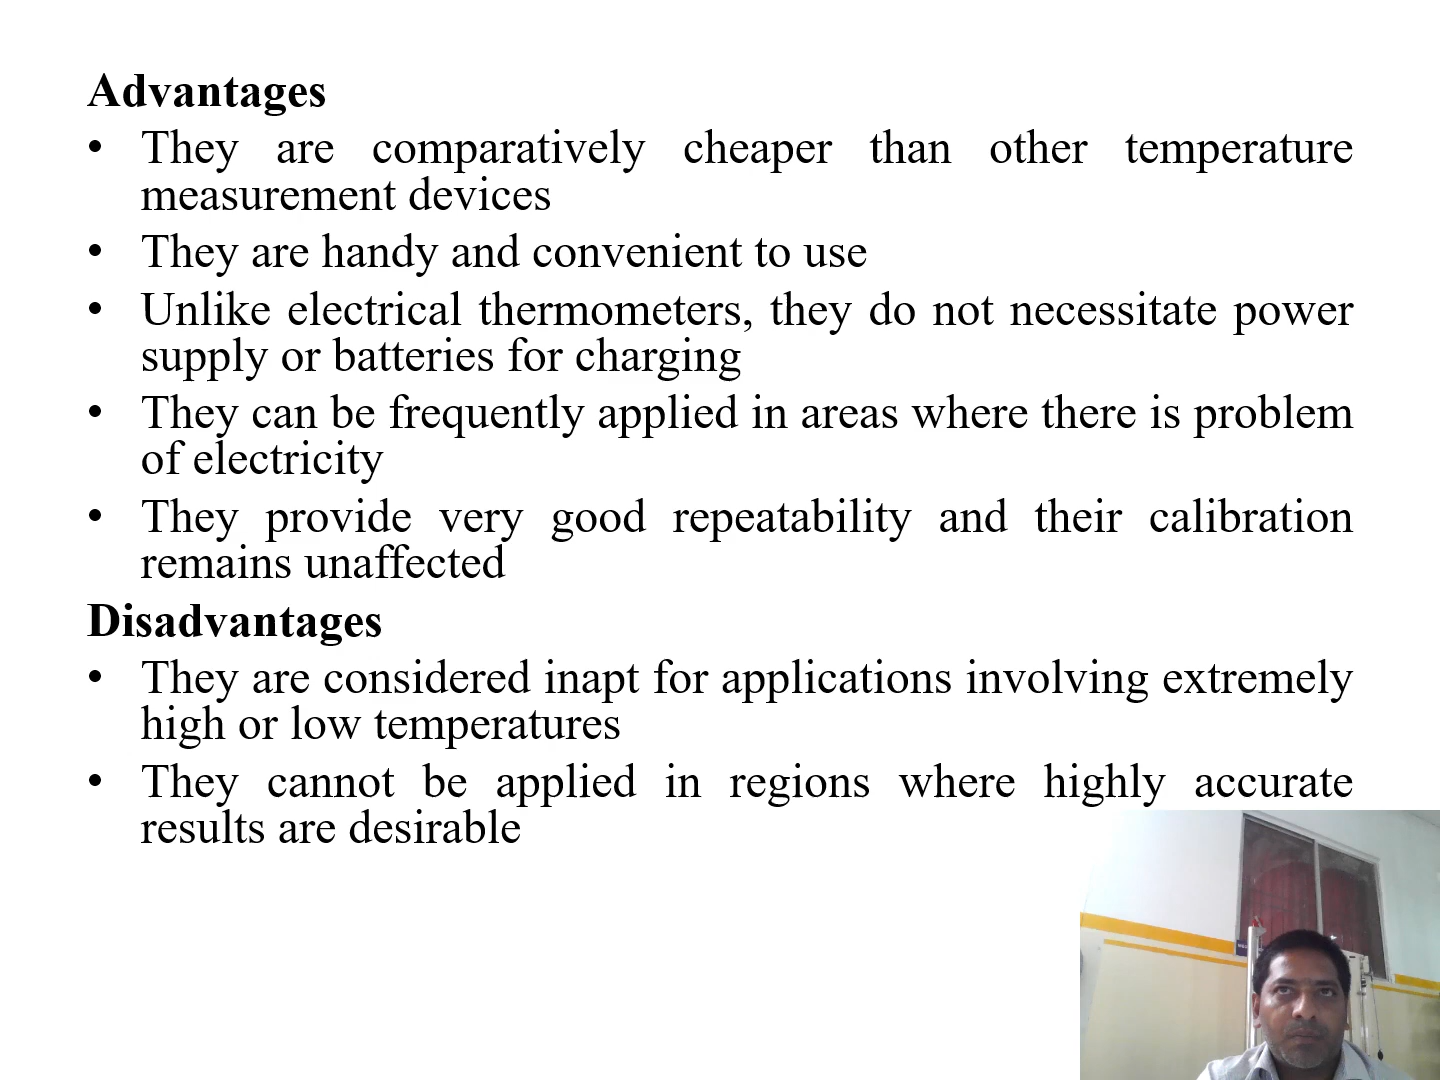 Advantages
• They are comparatively cheaper than other temperature
measurement devices
• They are handy and convenient to use
• Unlike electrical thermometers, they do not necessitate power
supply or batteries for charging
• They can be frequently applied in areas where there is problem
of electricity
• They provide very good repeatability and their calibration
remains unaffected
Disadvantages
• They are considered inapt for applications involving extremely
high or low temperatures
• They cannot be applied in regions where highly accurate
results are desirable